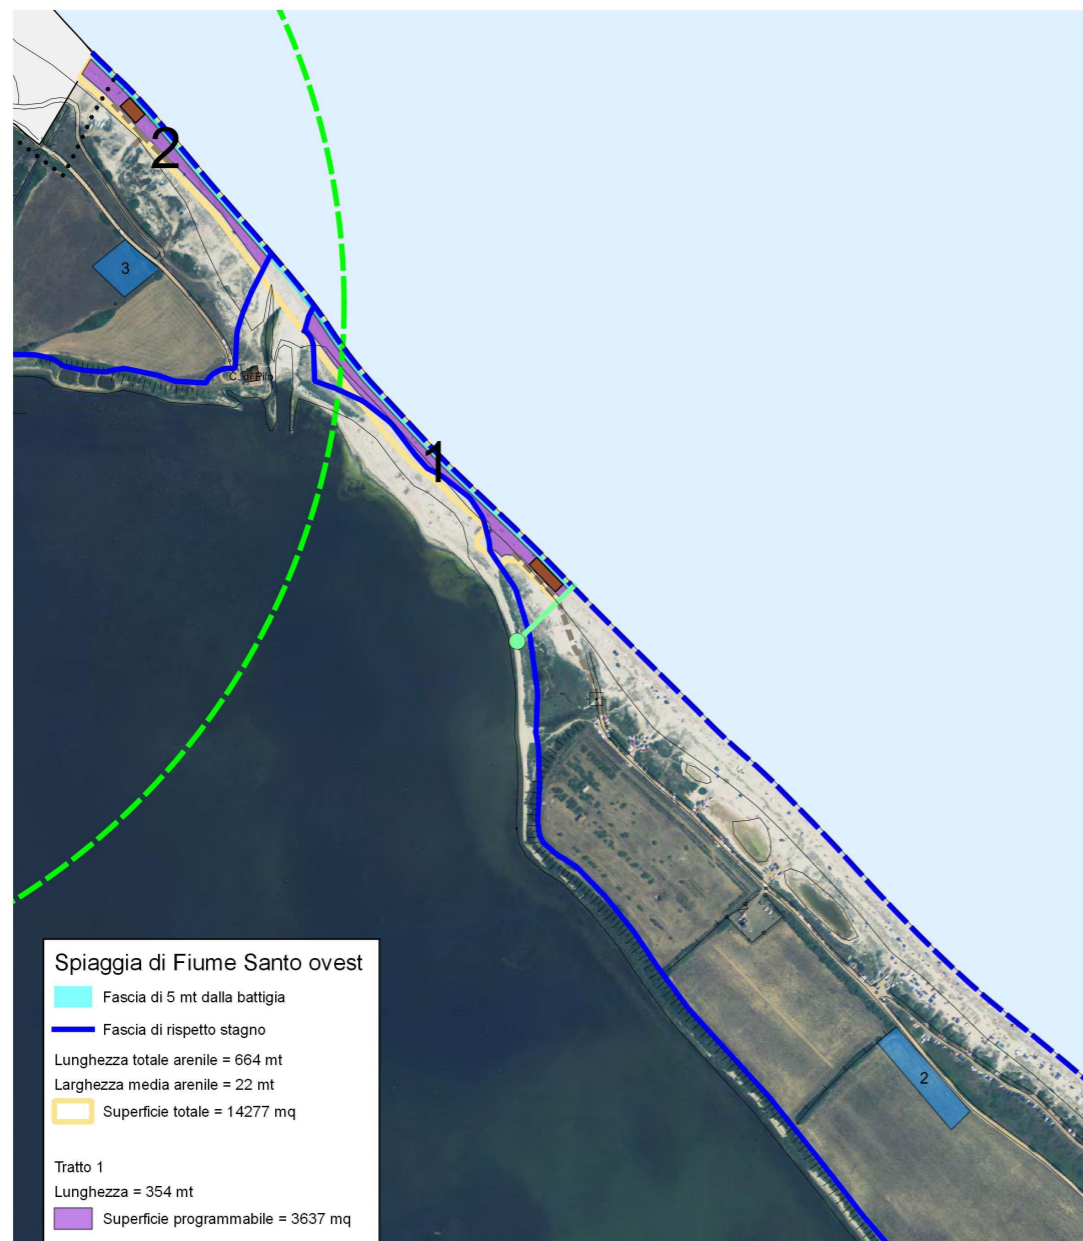 2
3
C. di Pilo
1
2
Spiaggia di Fiume Santo ovest
Fascia di 5 mt dalla battigia
Fascia di rispetto stagno
Lunghezza totale arenile = 664 mt
Larghezza media arenile = 22 mt
Superficie totale = 14277 mq
Tratto 1
Lunghezza = 354 mt
Superficie programmabile = 3637 mq